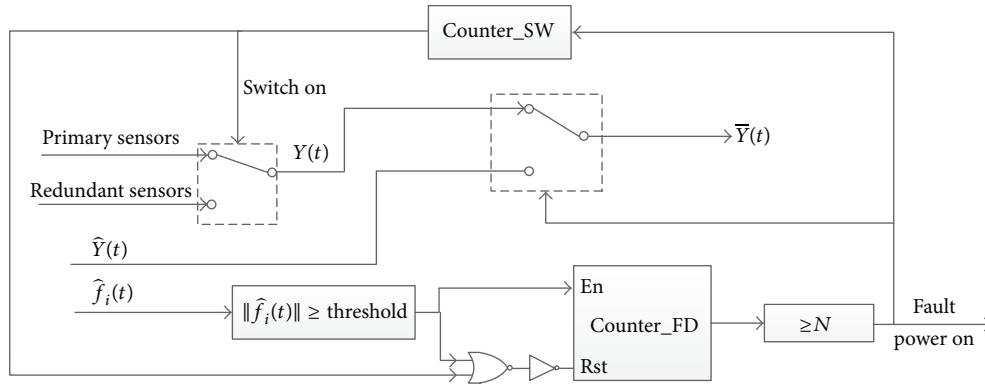 Counter_SW
Switch on
Primary sensors
Y(t)
Y̅(t)
Redundant sensors
Ŷ(t)
f̂ᵢ(t)
‖f̂ᵢ(t)‖ ≥ threshold
En
Counter_FD
Rst
≥N
Fault
power on